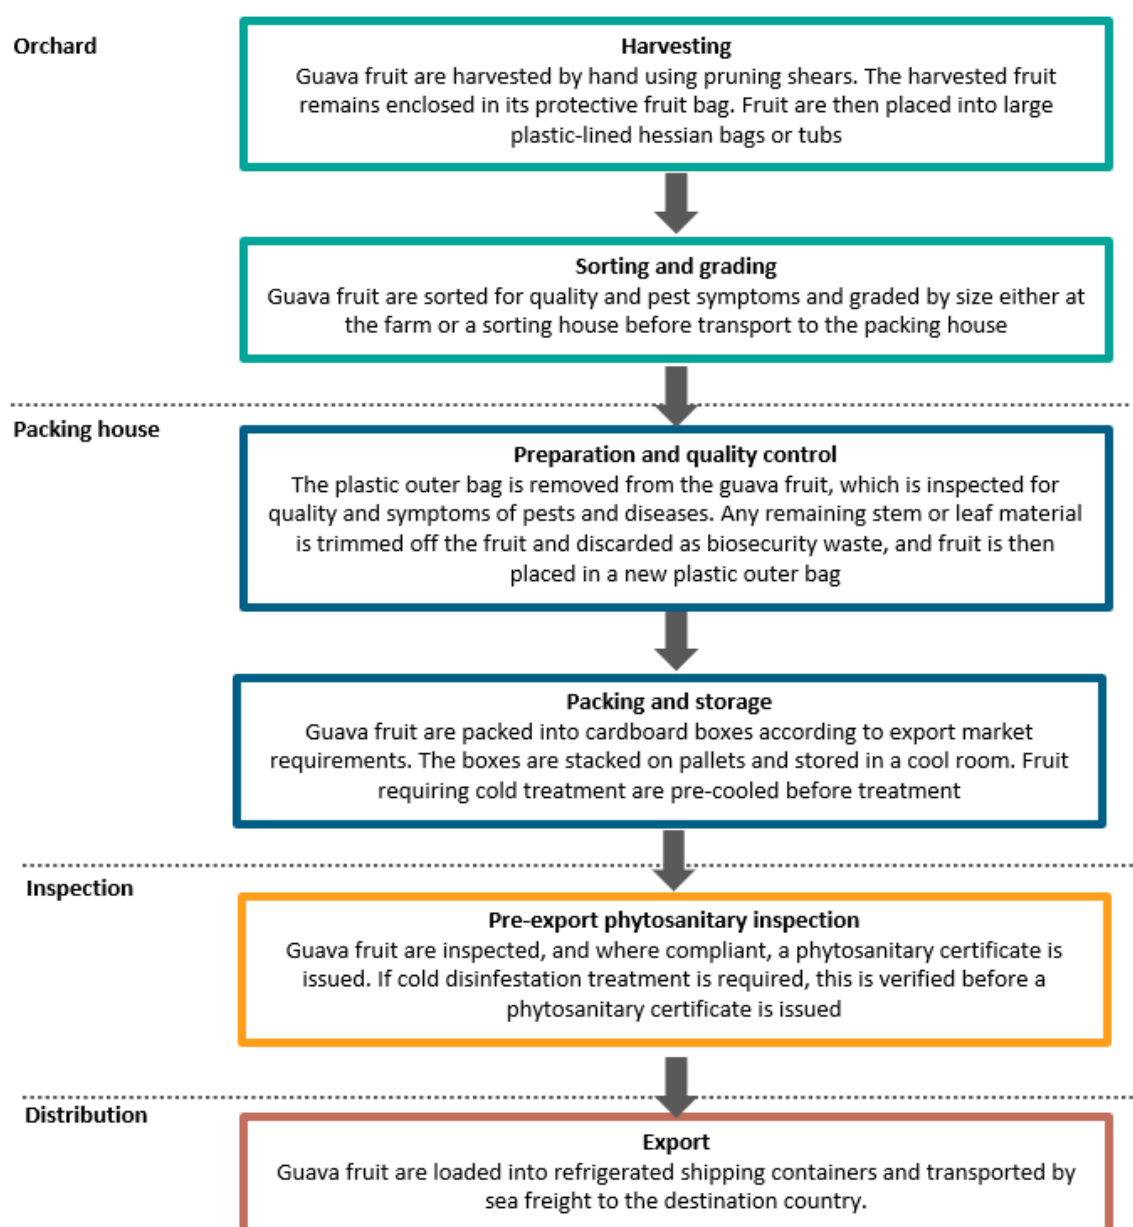 Orchard
Harvesting
Guava fruit are harvested by hand using pruning shears. The harvested fruit
remains enclosed in its protective fruit bag. Fruit are then placed into large
plastic-lined hessian bags or tubs
Sorting and grading
Guava fruit are sorted for quality and pest symptoms and graded by size either at
the farm or a sorting house before transport to the packing house
Packing house
Preparation and quality control
The plastic outer bag is removed from the guava fruit, which is inspected for
quality and symptoms of pests and diseases. Any remaining stem or leaf material
is trimmed off the fruit and discarded as biosecurity waste, and fruit is then
placed in a new plastic outer bag
Packing and storage
Guava fruit are packed into cardboard boxes according to export market
requirements. The boxes are stacked on pallets and stored in a cool room. Fruit
requiring cold treatment are pre-cooled before treatment
Inspection
Pre-export phytosanitary inspection
Guava fruit are inspected, and where compliant, a phytosanitary certificate is
issued. If cold disinfestation treatment is required, this is verified before a
phytosanitary certificate is issued
Distribution
Export
Guava fruit are loaded into refrigerated shipping containers and transported by
sea freight to the destination country.